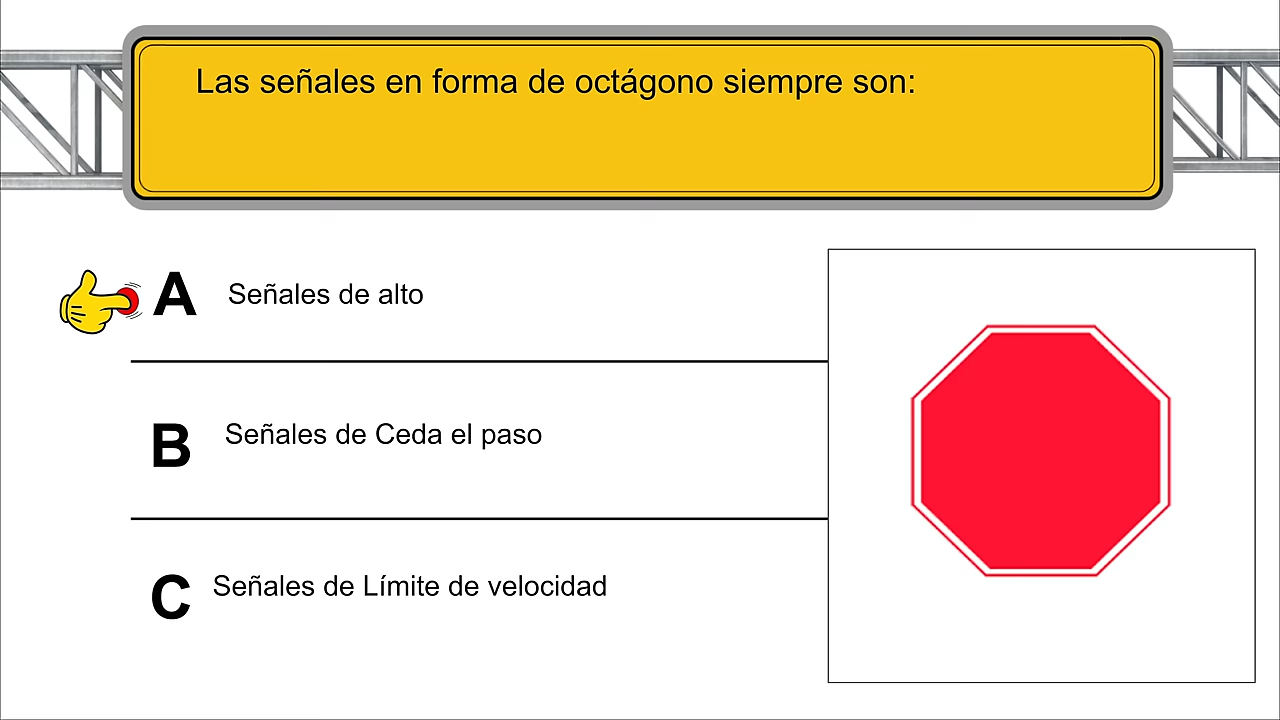 Las señales en forma de octágono siempre son:
A Señales de alto
B Señales de Ceda el paso
C Señales de Límite de velocidad